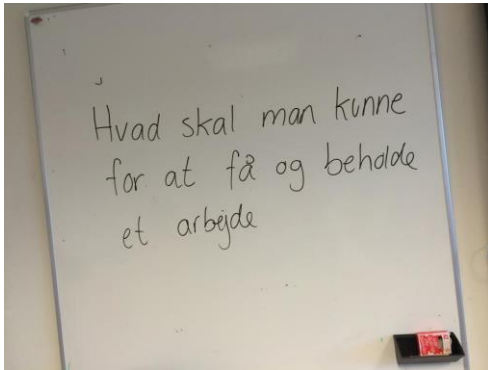 Hvad skal man kunne
for at få og beholde
et arbejde